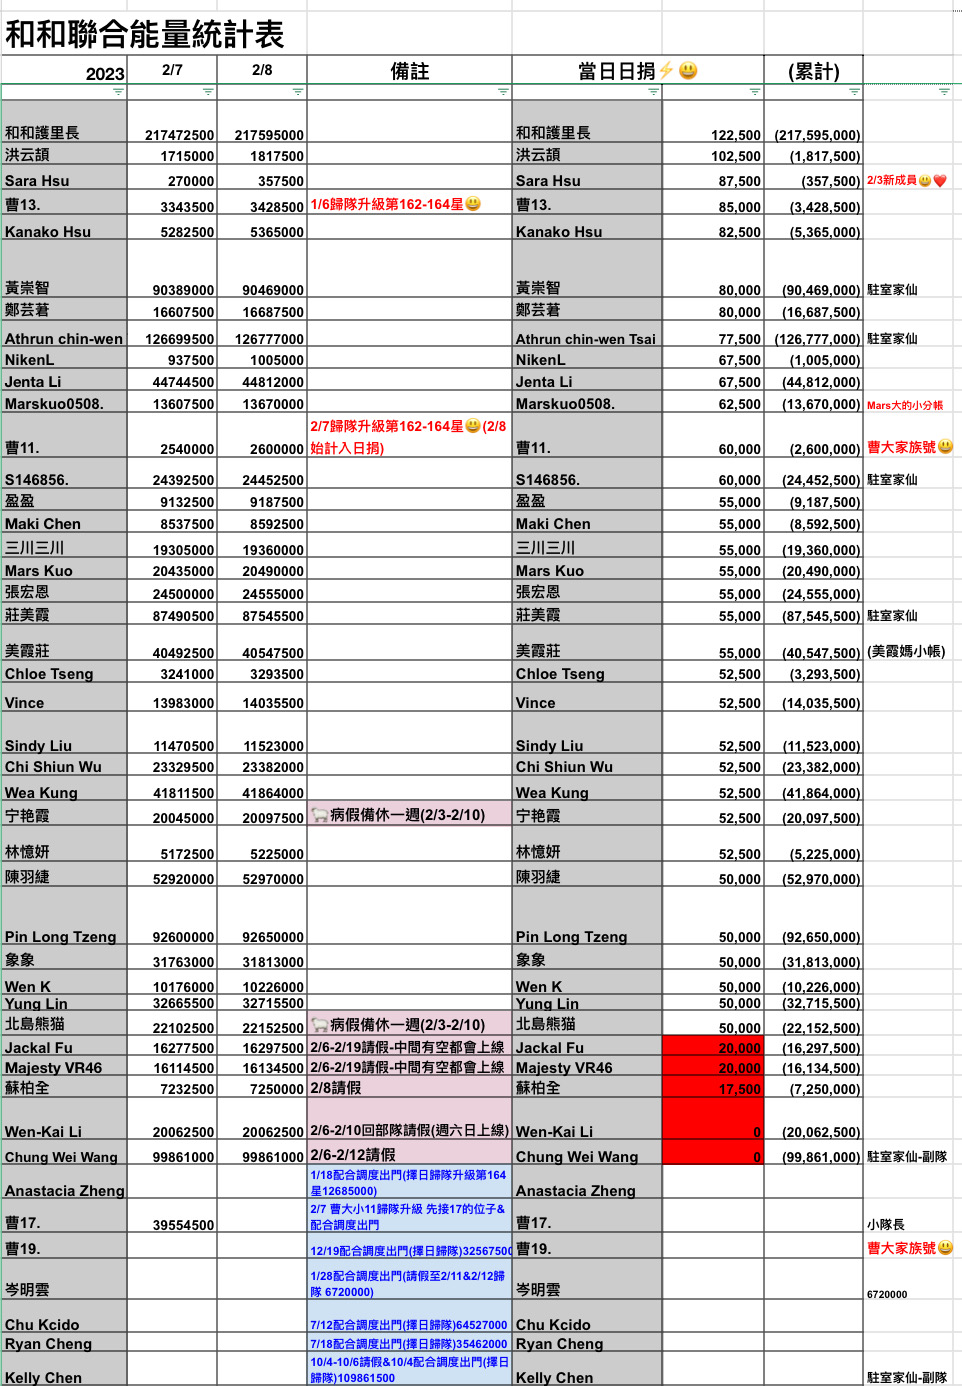 和和聯合能量統計表
2023 2/7 2/8 備註 當日日捐⚡😃 (累計)
和和護里長 217472500 217595000 和和護里長 122,500 (217,595,000)
洪云頡 1715000 1817500 洪云頡 102,500 (1,817,500)
Sara Hsu 270000 357500 Sara Hsu 87,500 (357,500) 2/3新成員😃❤️
曹13. 3343500 3428500 1/6歸隊升級第162-164星😃 曹13. 85,000 (3,428,500)
Kanako Hsu 5282500 5365000 Kanako Hsu 82,500 (5,365,000)
黃崇智 90389000 90469000 黃崇智 80,000 (90,469,000) 駐室家仙
鄭芸莙 16607500 16687500 鄭芸莙 80,000 (16,687,500)
Athrun chin-wen 126699500 126777000 Athrun chin-wen Tsai 77,500 (126,777,000) 駐室家仙
NikenL 937500 1005000 NikenL 67,500 (1,005,000)
Jenta Li 44744500 44812000 Jenta Li 67,500 (44,812,000)
Marskuo0508. 13607500 13670000 Marskuo0508. 62,500 (13,670,000) Mars大的小分帳
2/7歸隊升級第162-164星😃(2/8
曹11. 2540000 2600000 始計入日捐) 曹11. 60,000 (2,600,000) 曹大家族號😃
S146856. 24392500 24452500 S146856. 60,000 (24,452,500) 駐室家仙
盈盈 9132500 9187500 盈盈 55,000 (9,187,500)
Maki Chen 8537500 8592500 Maki Chen 55,000 (8,592,500)
三川三川 19305000 19360000 三川三川 55,000 (19,360,000)
Mars Kuo 20435000 20490000 Mars Kuo 55,000 (20,490,000)
張宏恩 24500000 24555000 張宏恩 55,000 (24,555,000)
莊美霞 87490500 87545500 莊美霞 55,000 (87,545,500) 駐室家仙
美霞莊 40492500 40547500 美霞莊 55,000 (40,547,500) (美霞媽小帳)
Chloe Tseng 3241000 3293500 Chloe Tseng 52,500 (3,293,500)
Vince 13983000 14035500 Vince 52,500 (14,035,500)
Sindy Liu 11470500 11523000 Sindy Liu 52,500 (11,523,000)
Chi Shiun Wu 23329500 23382000 Chi Shiun Wu 52,500 (23,382,000)
Wea Kung 41811500 41864000 Wea Kung 52,500 (41,864,000)
宁艳霞 20045000 20097500 🐑病假備休一週(2/3-2/10) 宁艳霞 52,500 (20,097,500)
林憶妍 5172500 5225000 林憶妍 52,500 (5,225,000)
陳羽緁 52920000 52970000 陳羽緁 50,000 (52,970,000)
Pin Long Tzeng 92600000 92650000 Pin Long Tzeng 50,000 (92,650,000)
象象 31763000 31813000 象象 50,000 (31,813,000)
Wen K 10176000 10226000 Wen K 50,000 (10,226,000)
Yung Lin 32665500 32715500 Yung Lin 50,000 (32,715,500)
北島熊猫 22102500 22152500 🐑病假備休一週(2/3-2/10) 北島熊猫 50,000 (22,152,500)
Jackal Fu 16277500 16297500 2/6-2/19請假-中間有空都會上線 Jackal Fu 20,000 (16,297,500)
Majesty VR46 16114500 16134500 2/6-2/19請假-中間有空都會上線 Majesty VR46 20,000 (16,134,500)
蘇柏全 7232500 7250000 2/8請假 蘇柏全 17,500 (7,250,000)
Wen-Kai Li 20062500 20062500 2/6-2/10回部隊請假(週六日上線) Wen-Kai Li 0 (20,062,500)
Chung Wei Wang 99861000 99861000 2/6-2/12請假 Chung Wei Wang 0 (99,861,000) 駐室家仙-副隊
1/18配合調度出門(擇日歸隊升級第164
Anastacia Zheng 星12685000) Anastacia Zheng
2/7 曹大小11歸隊升級 先接17的位子&
曹17. 39554500 配合調度出門 曹17. 小隊長
曹19. 12/19配合調度出門(擇日歸隊)32567500 曹19. 曹大家族號😃
1/28配合調度出門(請假至2/11&2/12歸
岑明雲 隊 6720000) 岑明雲 6720000
Chu Kcido 7/12配合調度出門(擇日歸隊)64527000 Chu Kcido
Ryan Cheng 7/18配合調度出門(擇日歸隊)35462000 Ryan Cheng
10/4-10/6請假&10/4配合調度出門(擇日
Kelly Chen 歸隊)109861500 Kelly Chen 駐室家仙-副隊